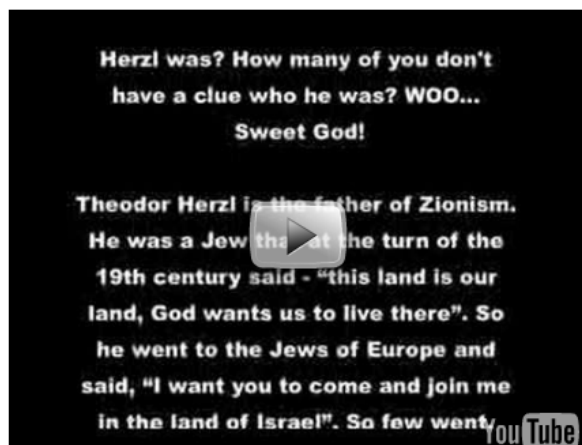 Herzl was? How many of you don't
have a clue who he was? WOO...
Sweet God!
Theodor Herzl is the father of Zionism.
He was a Jew that at the turn of the
19th century said - “this land is our
land, God wants us to live there”. So
he went to the Jews of Europe and
said, “I want you to come and join me
in the land of Israel”. So few went,
YouTube